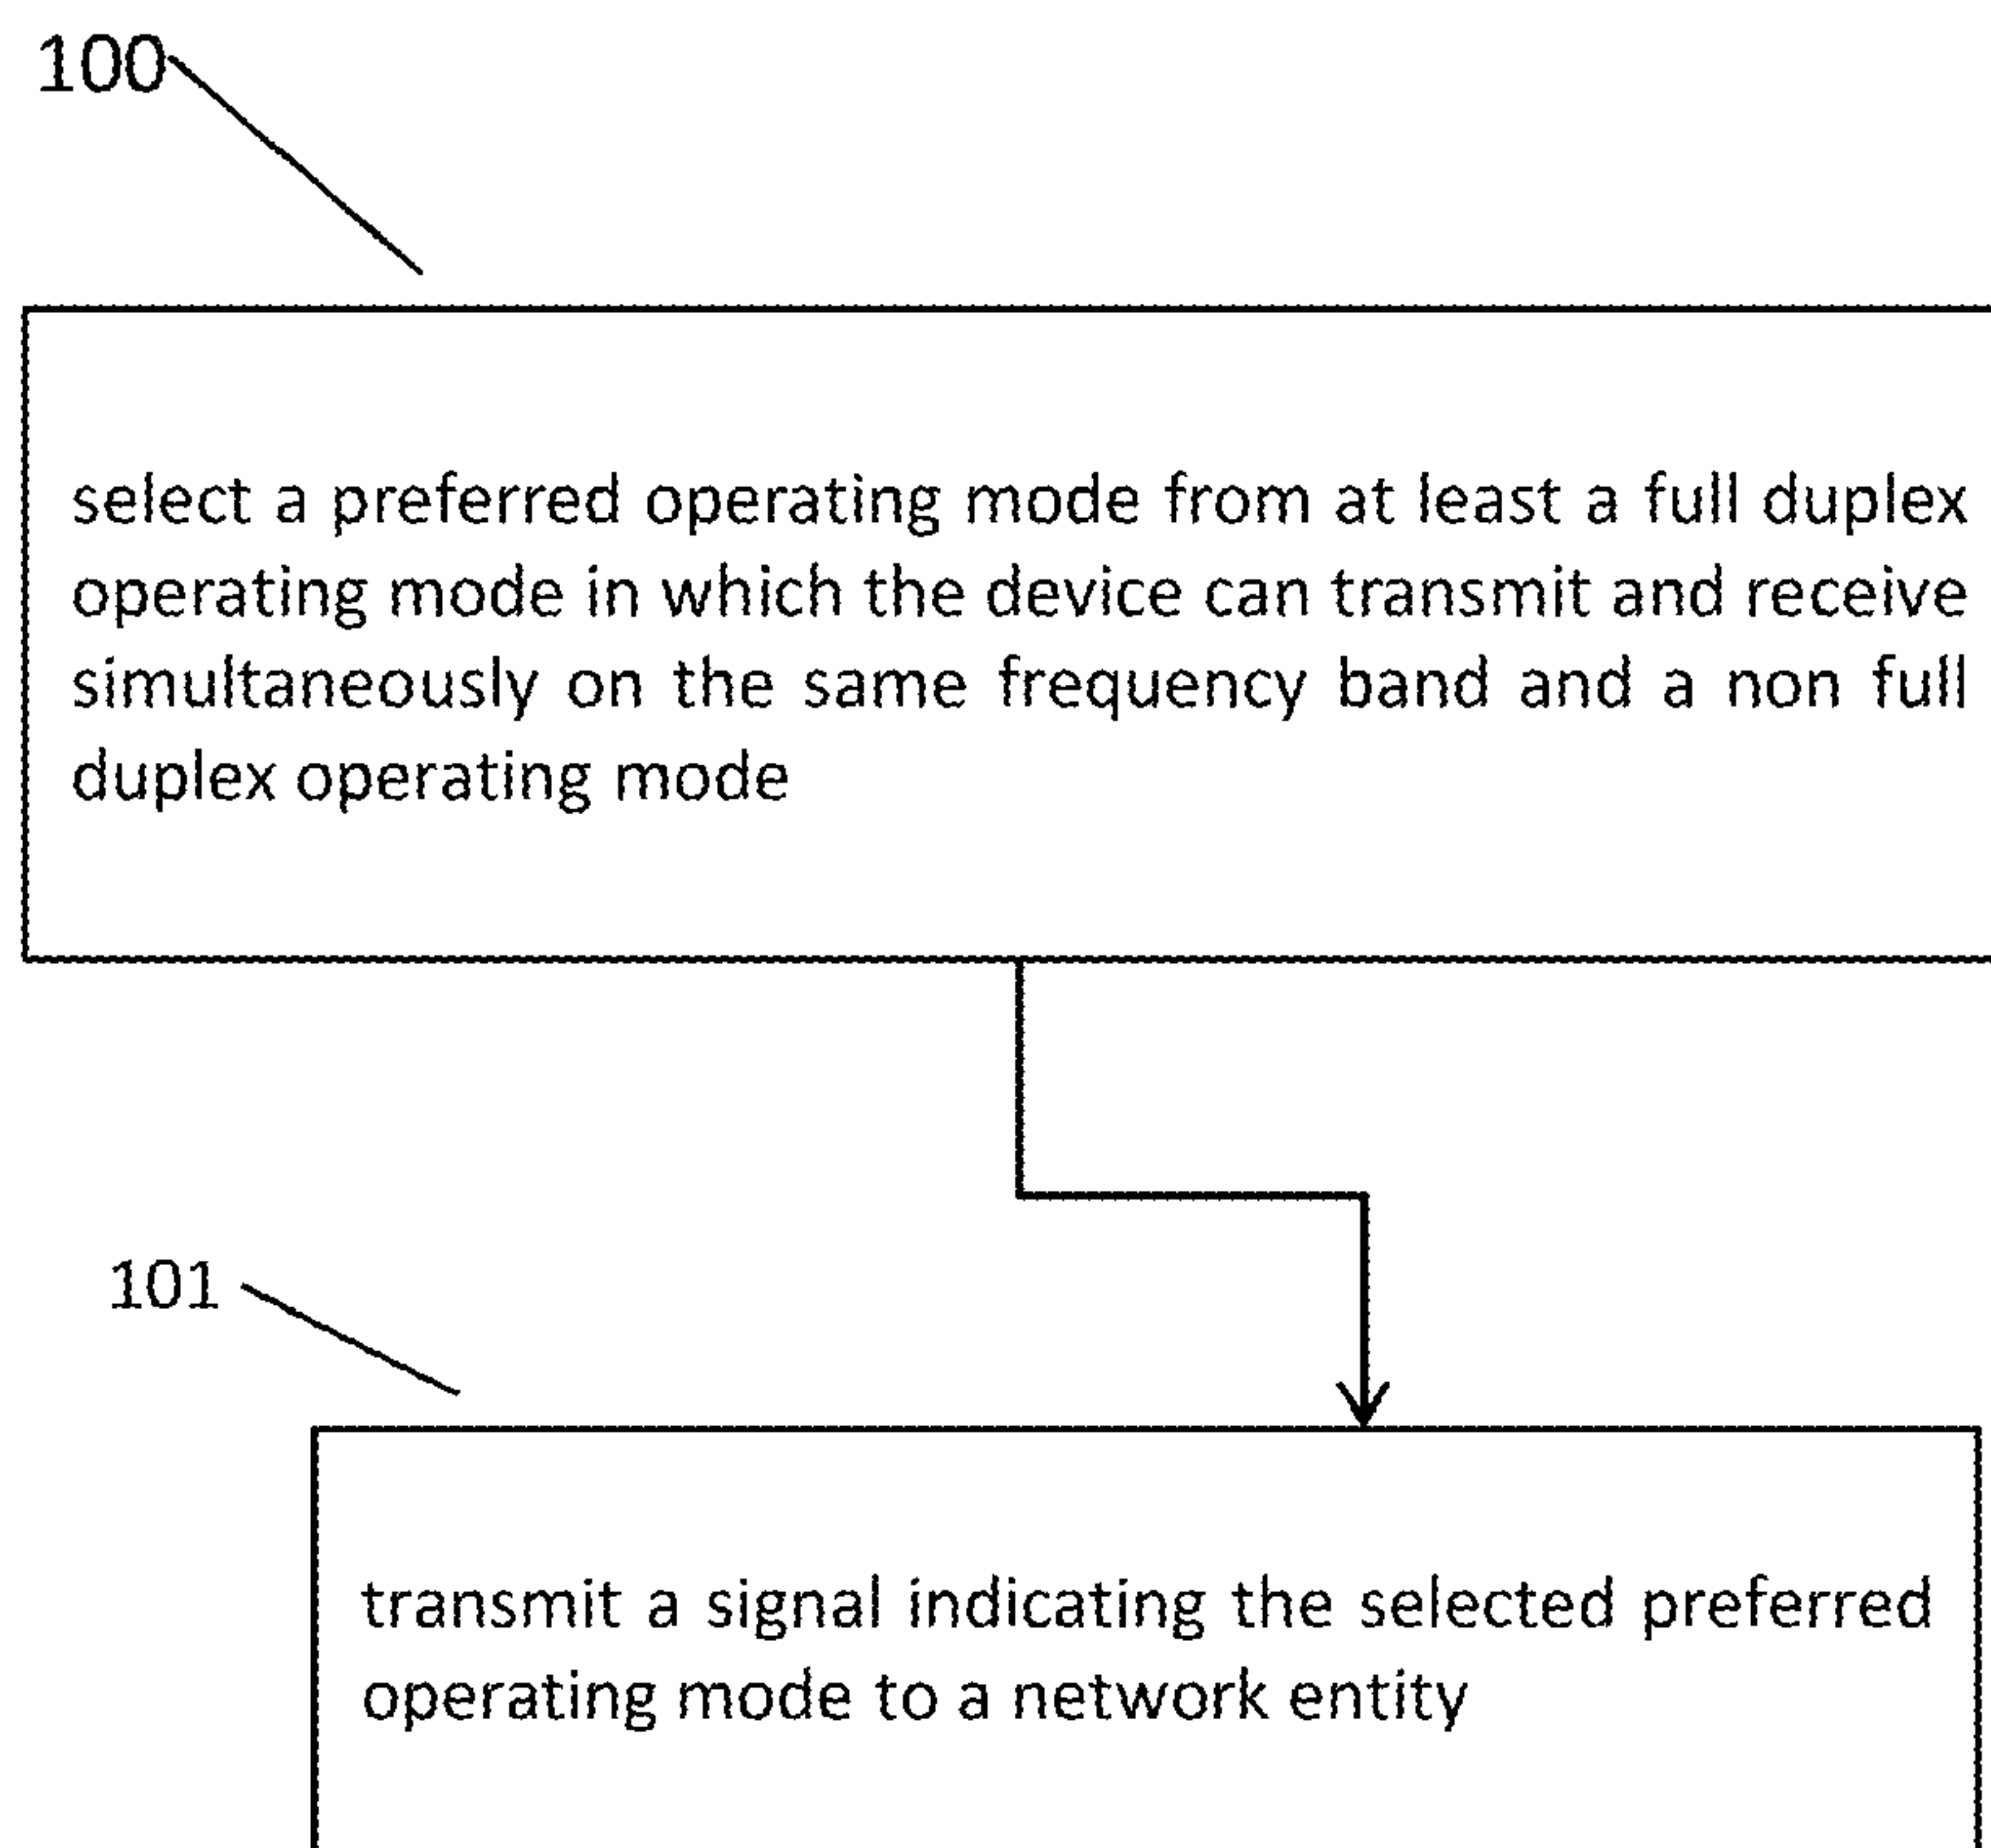 100
select a preferred operating mode from at least a full duplex
operating mode in which the device can transmit and receive
simultaneously on the same frequency band and a non full
duplex operating mode
101
transmit a signal indicating the selected preferred
operating mode to a network entity